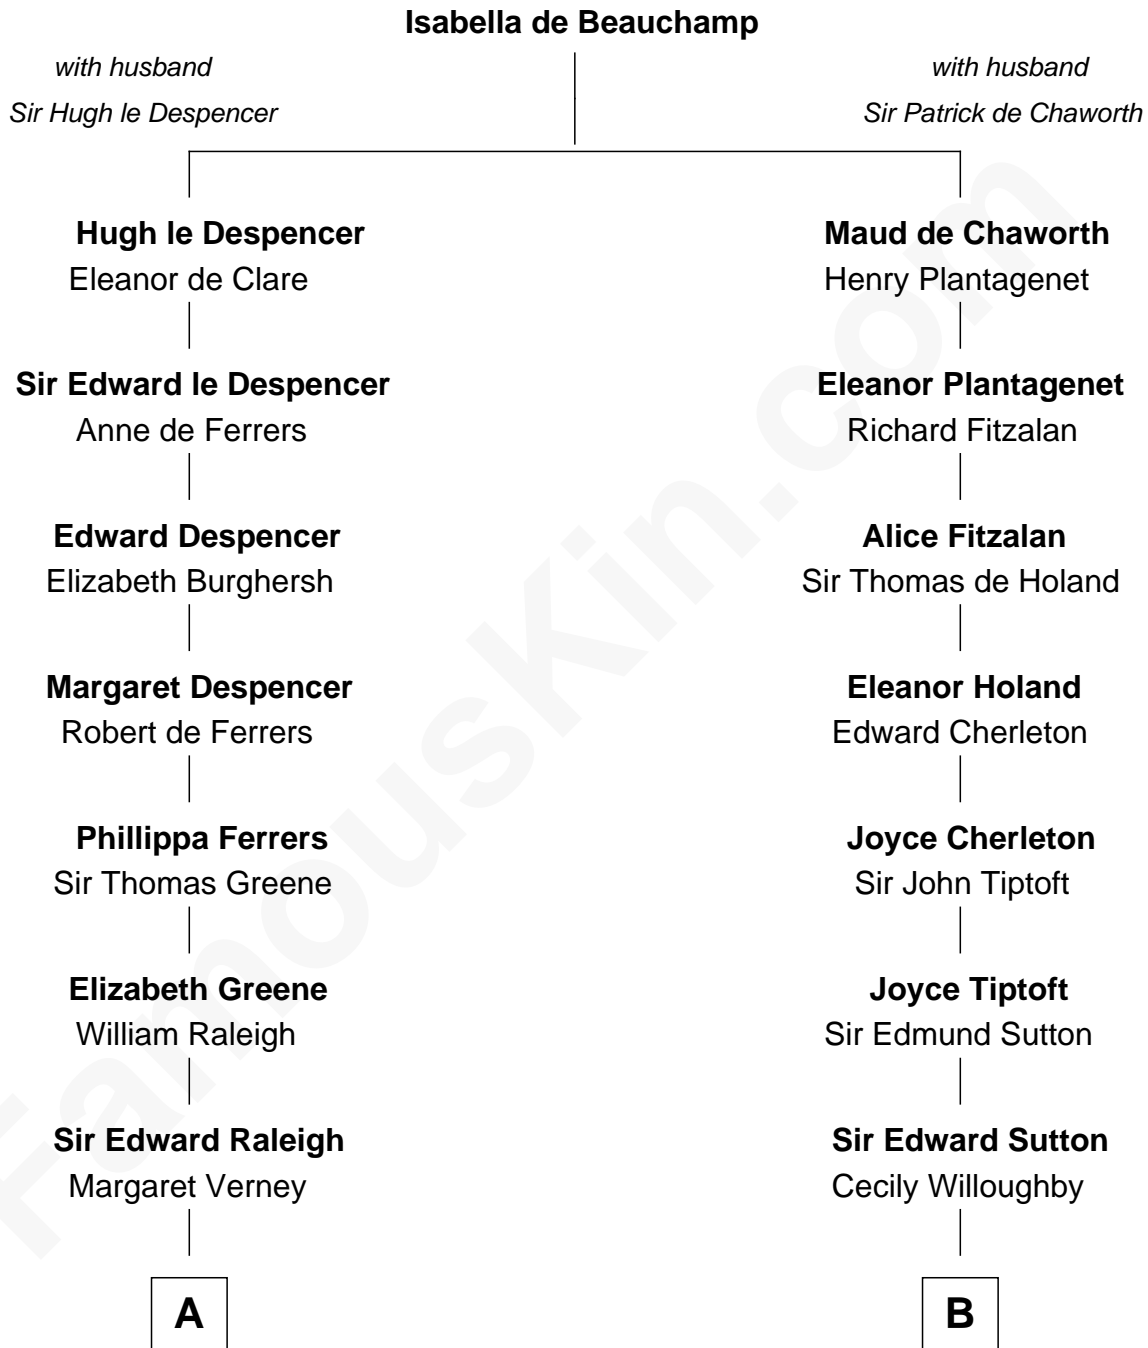 Isabella de Beauchamp
with husband
Sir Hugh le Despencer
with husband
Sir Patrick de Chaworth
Hugh le Despencer
Eleanor de Clare
Maud de Chaworth
Henry Plantagenet
Sir Edward le Despencer
Anne de Ferrers
Eleanor Plantagenet
Richard Fitzalan
Edward Despencer
Elizabeth Burghersh
Alice Fitzalan
Sir Thomas de Holand
Margaret Despencer
Robert de Ferrers
Eleanor Holand
Edward Cherleton
Phillippa Ferrers
Sir Thomas Greene
Joyce Cherleton
Sir John Tiptoft
Elizabeth Greene
William Raleigh
Joyce Tiptoft
Sir Edmund Sutton
Sir Edward Raleigh
Margaret Verney
Sir Edward Sutton
Cecily Willoughby
A
B
FamousKin.com